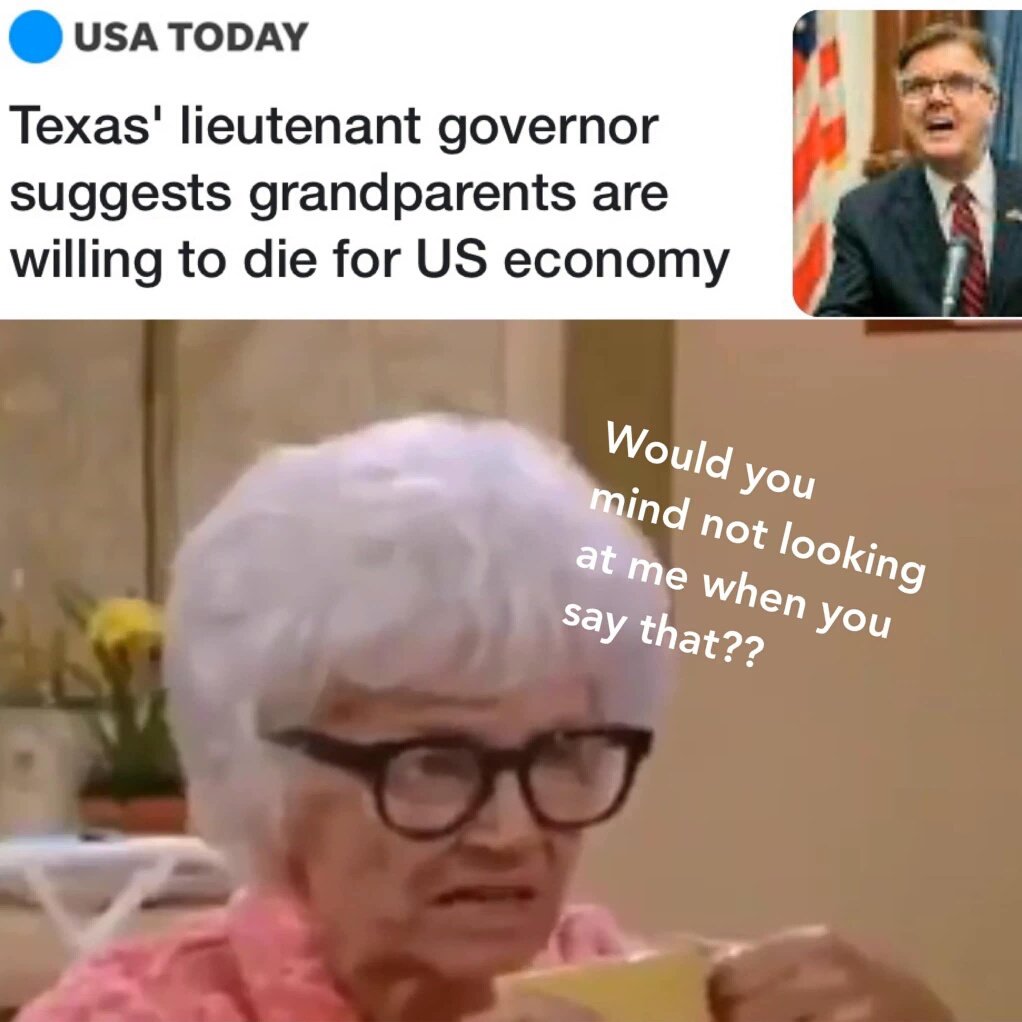 USA TODAY
Texas' lieutenant governor
suggests grandparents are
willing to die for US economy
Would you
mind not looking
at me when you
say that??